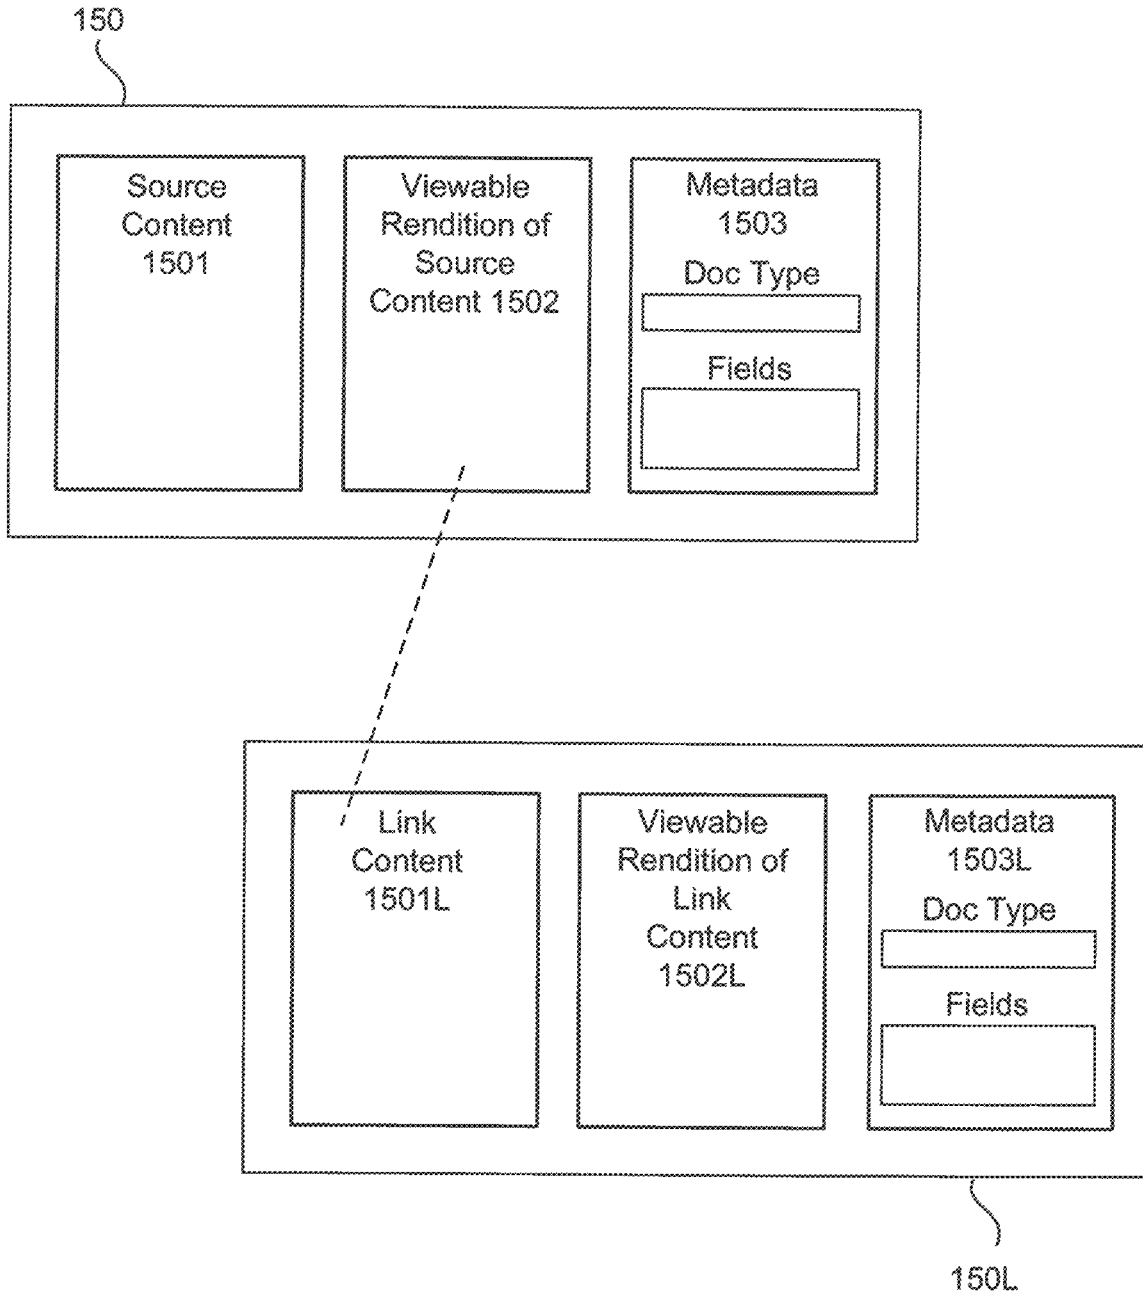 150
Source
Content
1501
Viewable
Rendition of
Source
Content 1502
Metadata
1503
Doc Type
Fields
Link
Content
1501L
Viewable
Rendition of
Link
Content
1502L
Metadata
1503L
Doc Type
Fields
150L